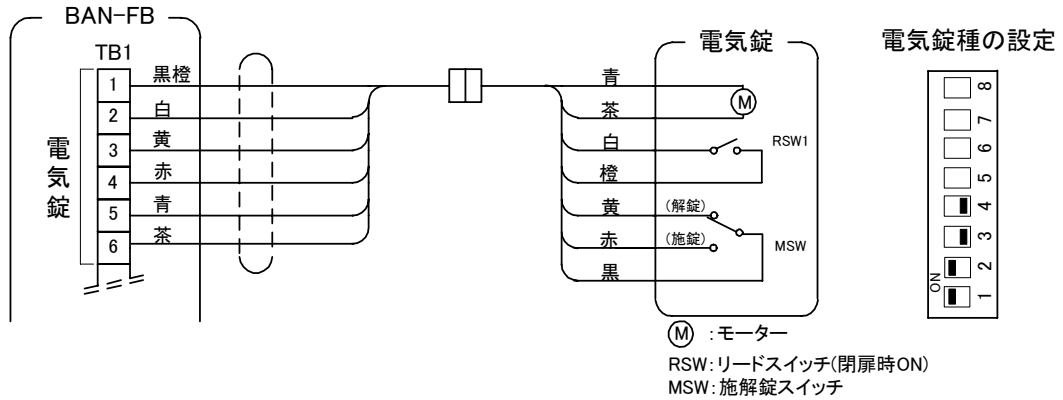 BAN-FB
TB1
電気錠
1 黒橙
2 白
3 黄
4 赤
5 青
6 茶
電気錠
青
茶
白
橙
黄
赤
黒
M
RSW1
(解錠)
(施錠)
MSW
電気錠種の設定
8
7
6
5
4
3
2
1
ON
M :モーター
RSW:リードスイッチ(閉扉時ON)
MSW:施解錠スイッチ